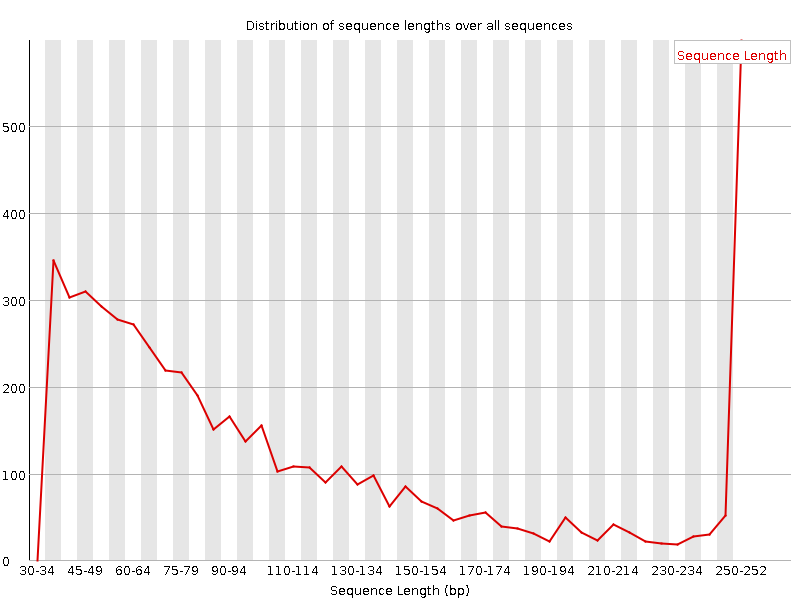 Distribution of sequence lengths over all sequences
Sequence Length
500
400
300
200
100
0
30-34 45-49 60-64 75-79 90-94 110-114 130-134 150-154 170-174 190-194 210-214 230-234 250-252
Sequence Length (bp)